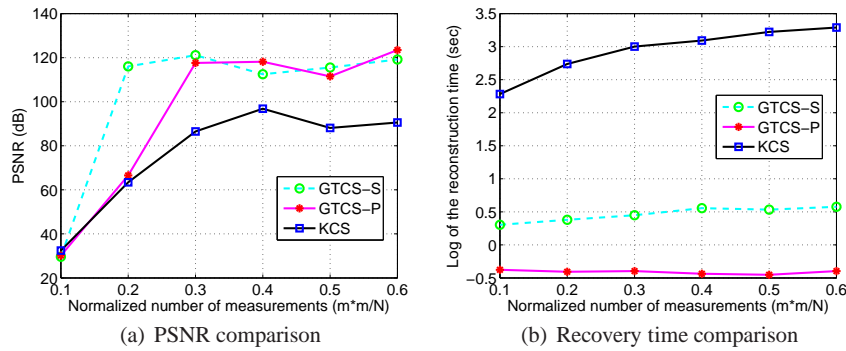 140
120
100
80
60
40
20
PSNR (dB)
GTCS−S
GTCS−P
KCS
0.1 0.2 0.3 0.4 0.5 0.6
Normalized number of measurements (m*m/N)
(a) PSNR comparison
3.5
3
2.5
2
1.5
1
0.5
0
−0.5
Log of the reconstruction time (sec)
GTCS−S
GTCS−P
KCS
0.1 0.2 0.3 0.4 0.5 0.6
Normalized number of measurements (m*m/N)
(b) Recovery time comparison